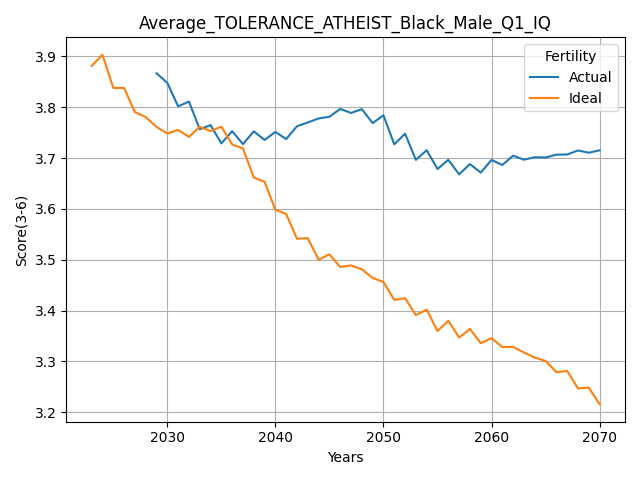 Average_TOLERANCE_ATHEIST_Black_Male_Q1_IQ
Fertility
Actual
Ideal
Score(3-6)
3.9
3.8
3.7
3.6
3.5
3.4
3.3
3.2
2030 2040 2050 2060 2070
Years